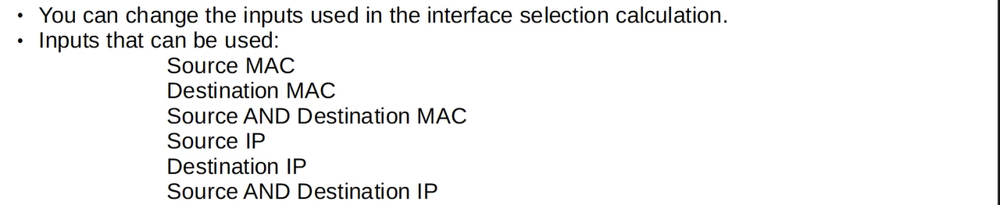 • You can change the inputs used in the interface selection calculation.
• Inputs that can be used:
Source MAC
Destination MAC
Source AND Destination MAC
Source IP
Destination IP
Source AND Destination IP